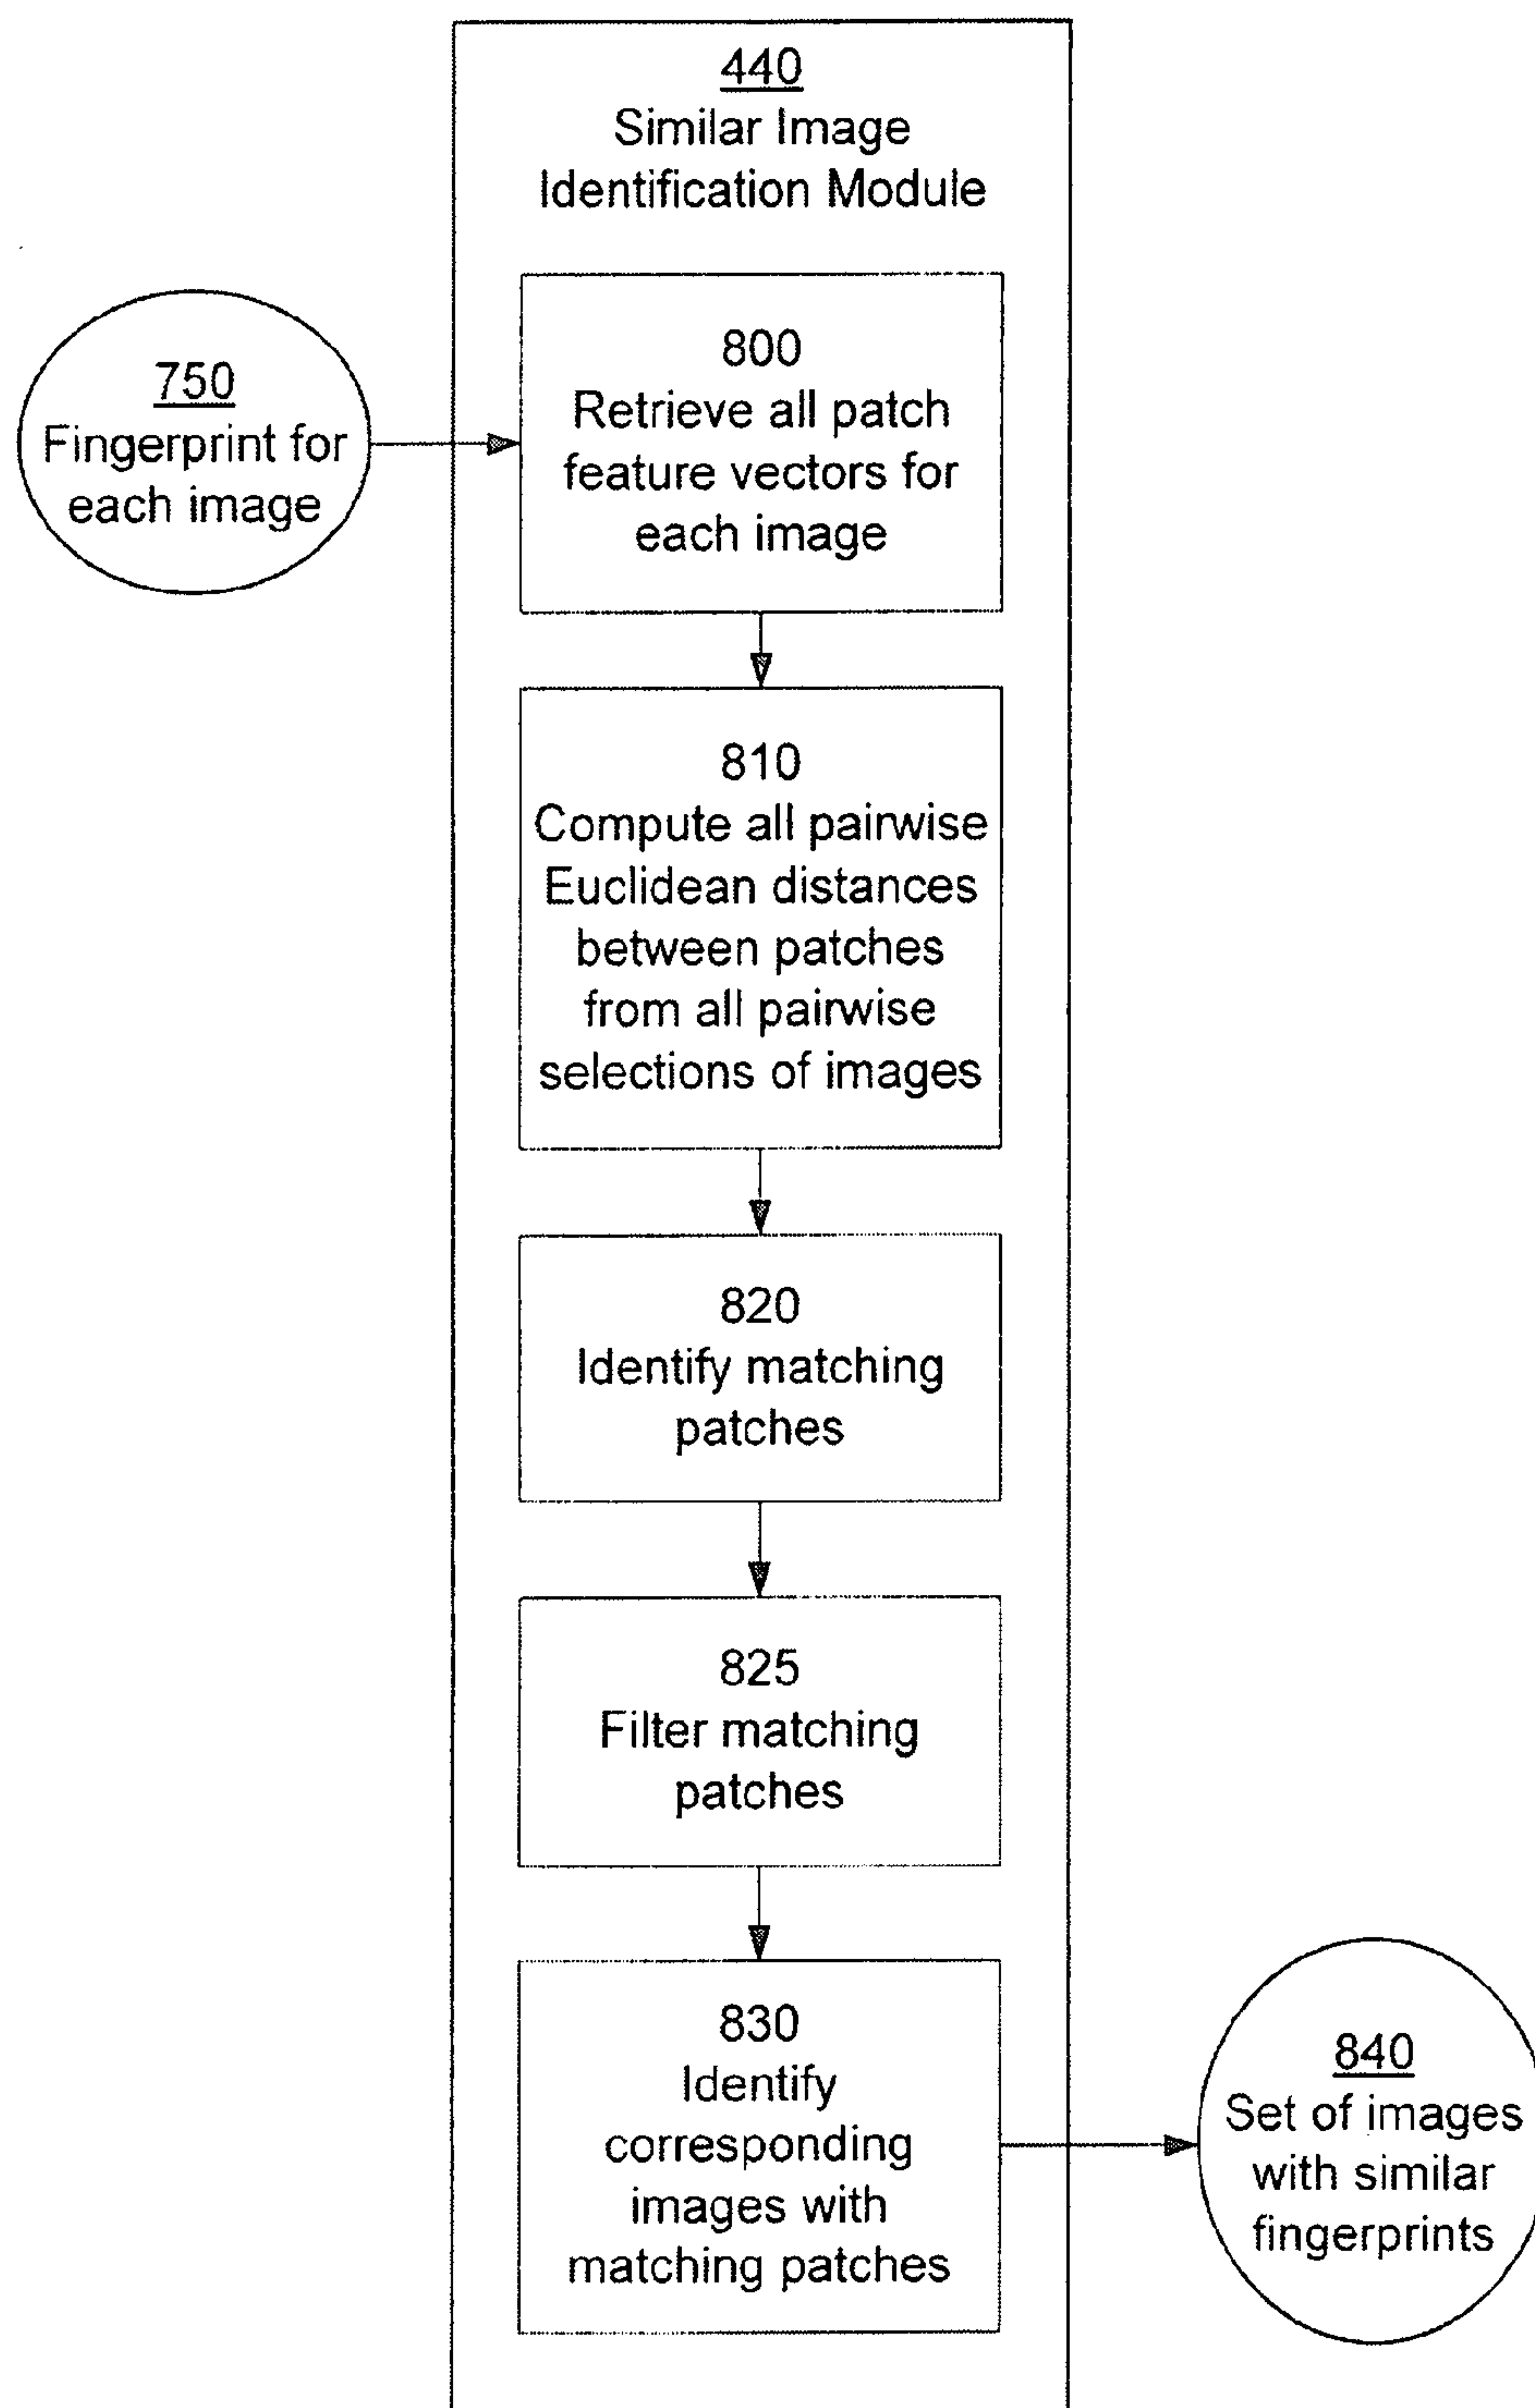 440
Similar Image
Identification Module
750
Fingerprint for
each image
800
Retrieve all patch
feature vectors for
each image
810
Compute all pairwise
Euclidean distances
between patches
from all pairwise
selections of images
820
Identify matching
patches
825
Filter matching
patches
830
Identify
corresponding
images with
matching patches
840
Set of images
with similar
fingerprints